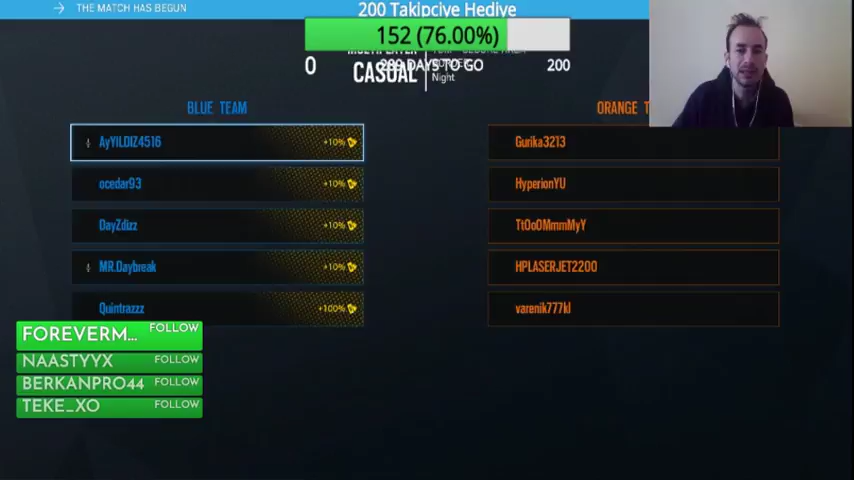 THE MATCH HAS BEGUN
200 Takipçiye Hediye
152 (76.00%)
0
200 DAYS TO GO
200
CASUAL
Night
BLUE TEAM
ORANGE T
AyYILDIZ4516
+10%
ocedar93
+10%
DayZdizz
+10%
MR.Daybreak
+10%
Quintrazzz
+100%
Gurika3213
HyperionYU
TtOoOMmmMyY
HPLASERJET2200
varenik777kl
FOREVERM... FOLLOW
NAASTYYX FOLLOW
BERKANPRO44 FOLLOW
TEKE_XO FOLLOW